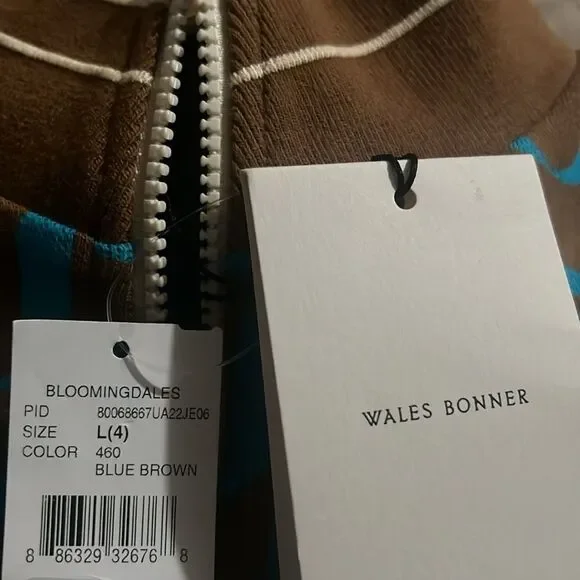 BLOOMINGDALES
PID 80068667UA22JE06
SIZE L(4)
COLOR 460
BLUE BROWN
8 86329 32676 8
WALES BONNER